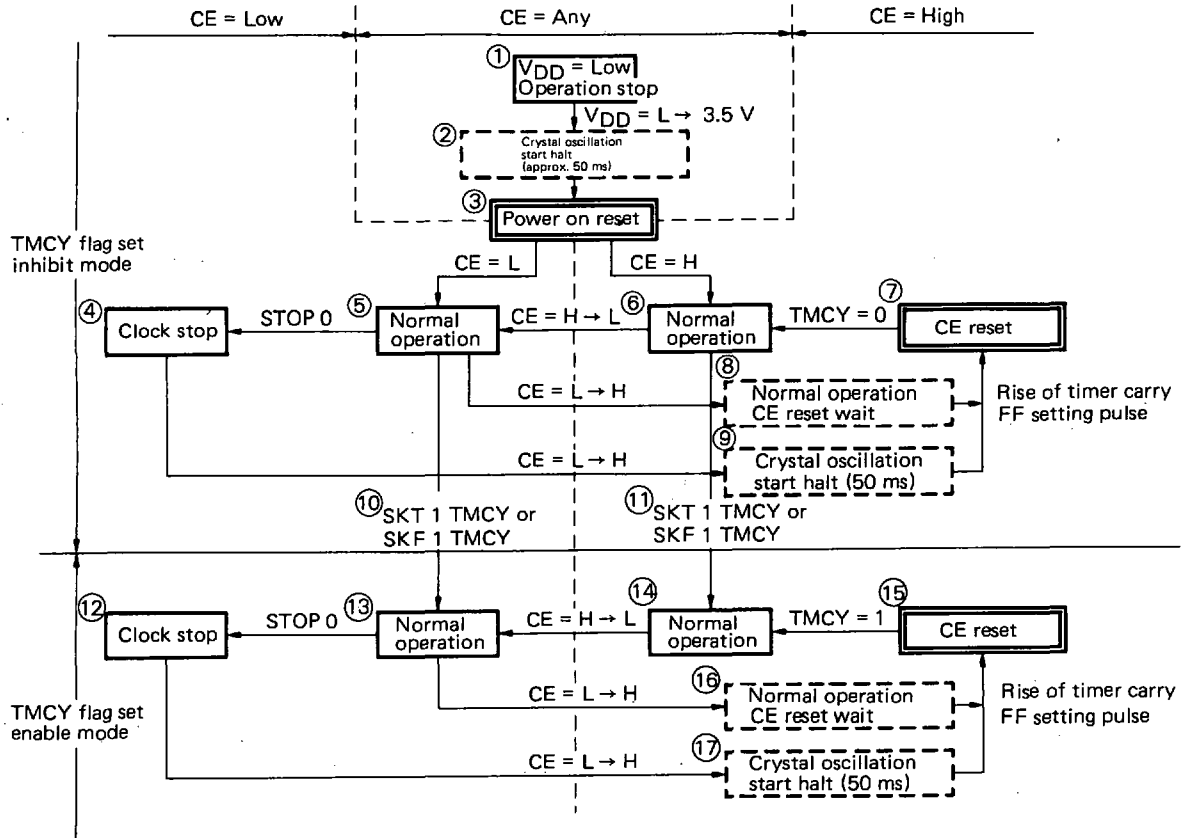 CE = Low
CE = Any
CE = High
①
VDD = Low
Operation stop
VDD = L → 3.5 V
②
Crystal oscillation
start halt
(approx. 50 ms)
③
Power on reset
TMCY flag set
inhibit mode
CE = L
CE = H
④
Clock stop
STOP 0
⑤
Normal
operation
CE = H → L
⑥
Normal
operation
TMCY = 0
⑦
CE reset
CE = L → H
⑧
Normal operation
CE reset wait
Rise of timer carry
FF setting pulse
CE = L → H
⑨
Crystal oscillation
start halt (50 ms)
⑩
SKT 1 TMCY or
SKF 1 TMCY
⑪
SKT 1 TMCY or
SKF 1 TMCY
⑫
Clock stop
STOP 0
⑬
Normal
operation
CE = H → L
⑭
Normal
operation
TMCY = 1
⑮
CE reset
TMCY flag set
enable mode
CE = L → H
⑯
Normal operation
CE reset wait
Rise of timer carry
FF setting pulse
CE = L → H
⑰
Crystal oscillation
start halt (50 ms)